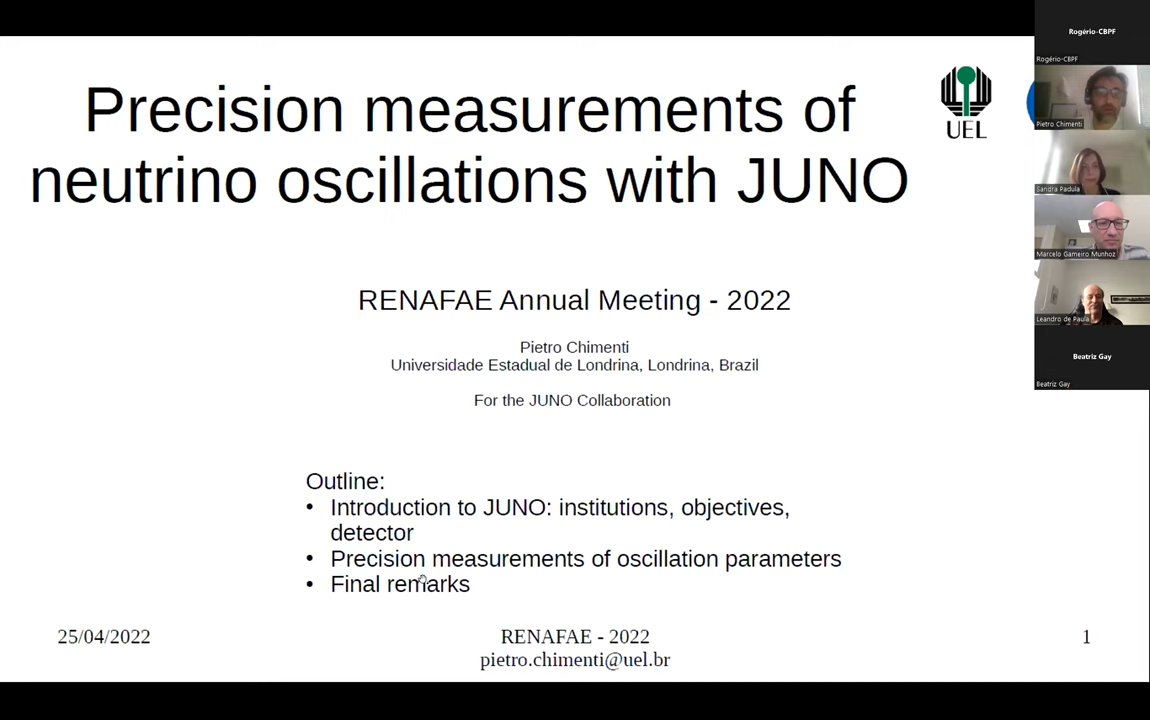 Precision measurements of
neutrino oscillations with JUNO
UEL
RENAFAE Annual Meeting - 2022
Pietro Chimenti
Universidade Estadual de Londrina, Londrina, Brazil
For the JUNO Collaboration
Outline:
• Introduction to JUNO: institutions, objectives,
detector
• Precision measurements of oscillation parameters
• Final remarks
25/04/2022
RENAFAE - 2022
pietro.chimenti@uel.br
1
Rogério-CBPF
Rogério-CBPF
Pietro Chimenti
Sandra Padula
Marcelo Gameiro Munhoz
Leandro de Paula
Beatriz Gay
Beatriz Gay